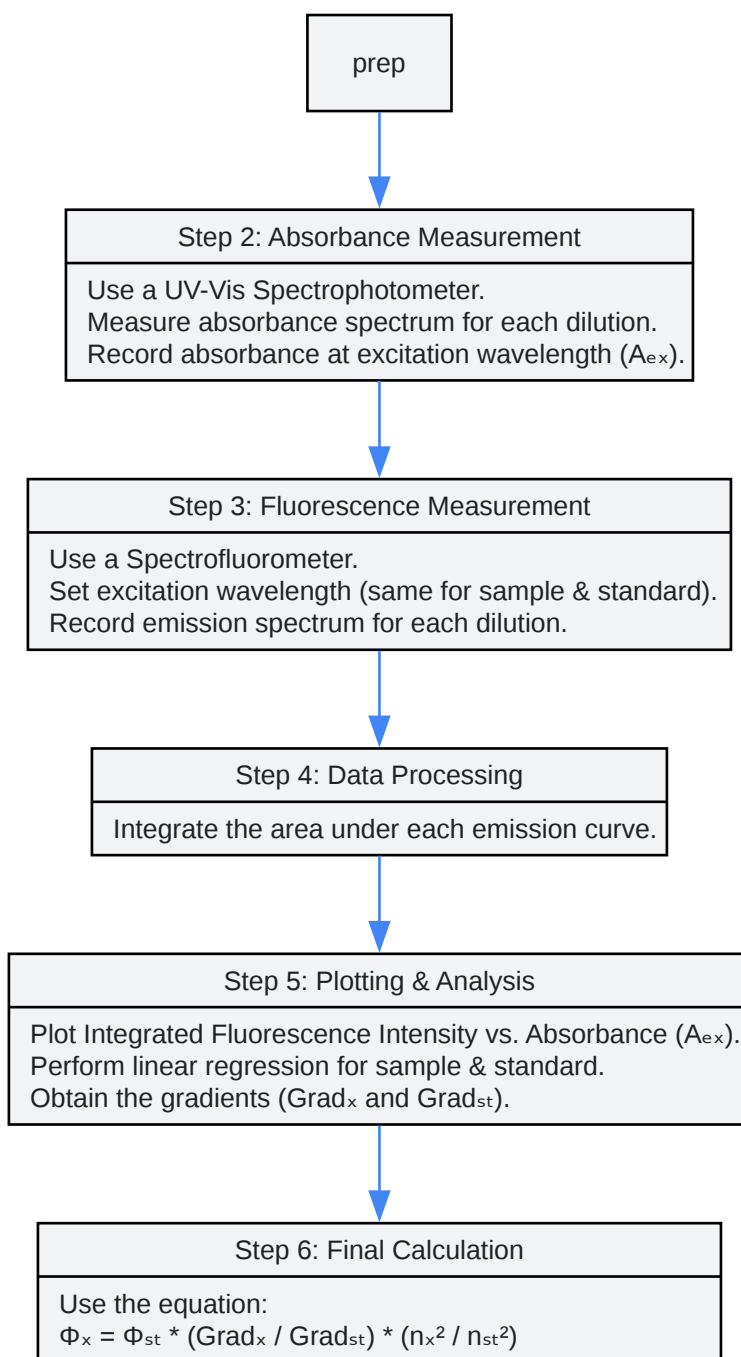 prep
Step 2: Absorbance Measurement
Use a UV-Vis Spectrophotometer.
Measure absorbance spectrum for each dilution.
Record absorbance at excitation wavelength (Aₑₓ).
Step 3: Fluorescence Measurement
Use a Spectrofluorometer.
Set excitation wavelength (same for sample & standard).
Record emission spectrum for each dilution.
Step 4: Data Processing
Integrate the area under each emission curve.
Step 5: Plotting & Analysis
Plot Integrated Fluorescence Intensity vs. Absorbance (Aₑₓ).
Perform linear regression for sample & standard.
Obtain the gradients (Gradₓ and Gradₛₜ).
Step 6: Final Calculation
Use the equation:
Φₓ = Φₛₜ * (Gradₓ / Gradₛₜ) * (nₓ² / nₛₜ²)